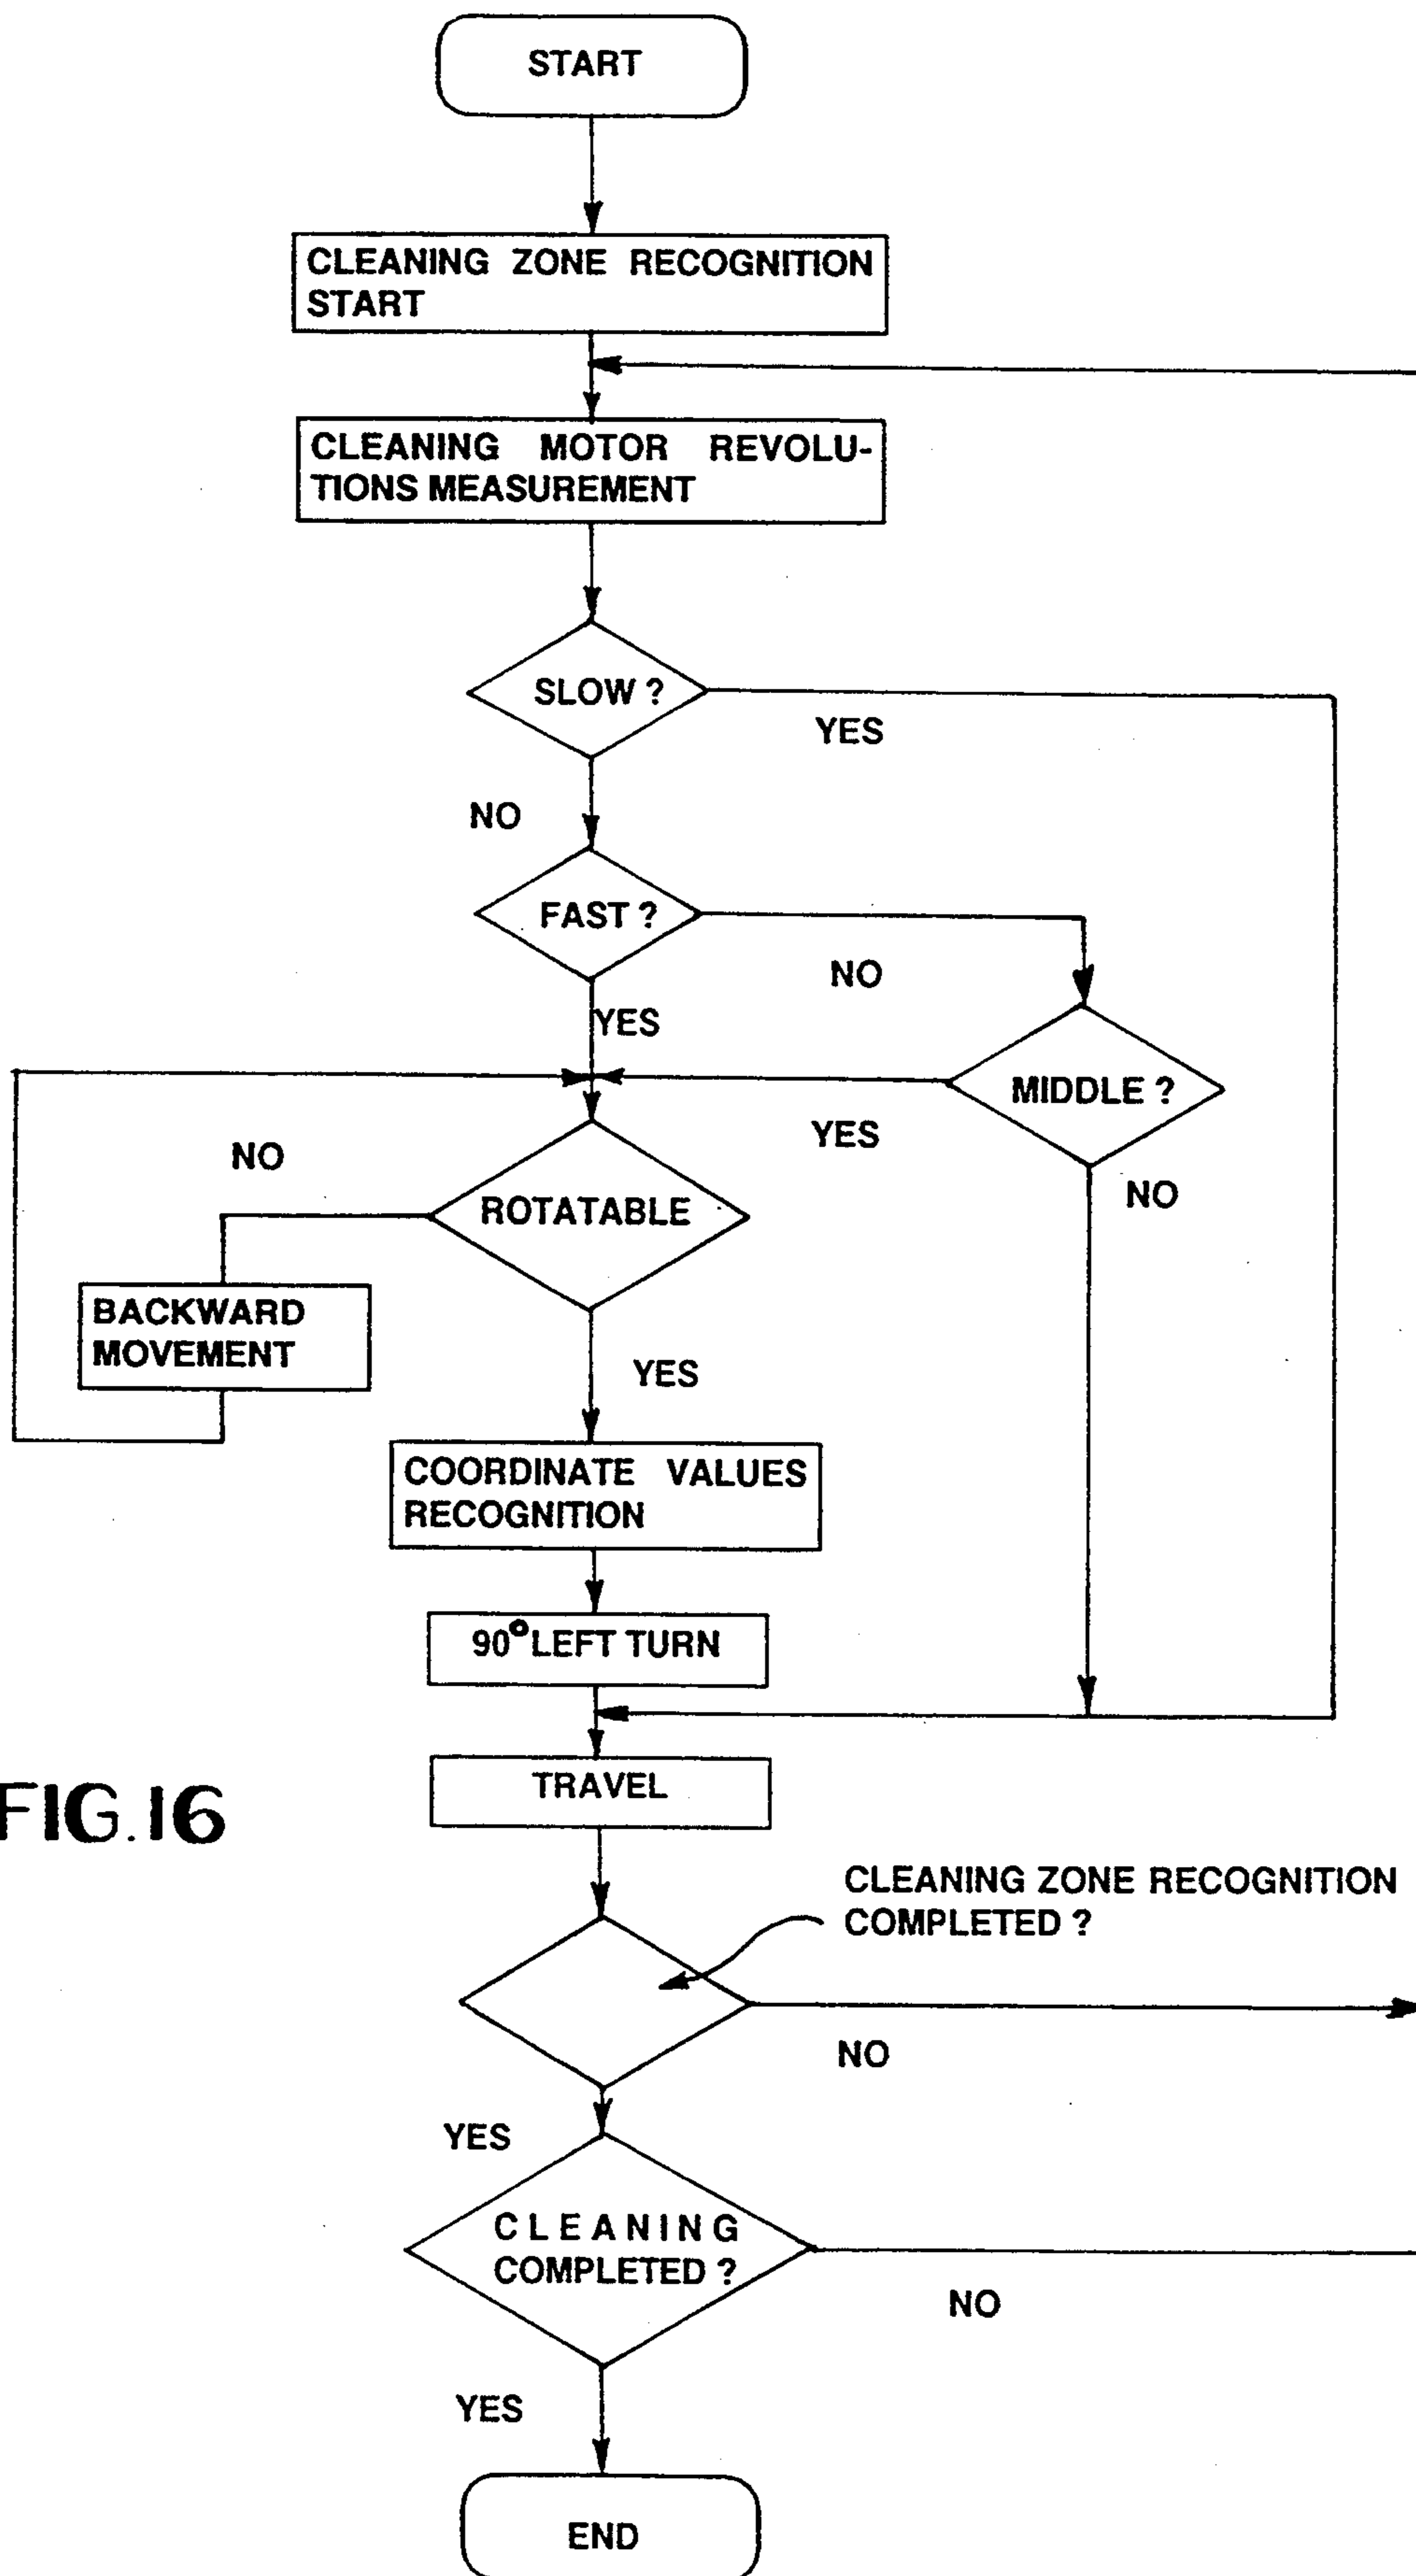 START
CLEANING ZONE RECOGNITION
START
CLEANING MOTOR REVOLU-
TIONS MEASUREMENT
SLOW ?
YES
NO
FAST ?
NO
YES
MIDDLE ?
YES
NO
NO
ROTATABLE
BACKWARD
MOVEMENT
YES
COORDINATE VALUES
RECOGNITION
90° LEFT TURN
TRAVEL
FIG.16
CLEANING ZONE RECOGNITION
COMPLETED ?
NO
YES
CLEANING
COMPLETED ?
NO
YES
END